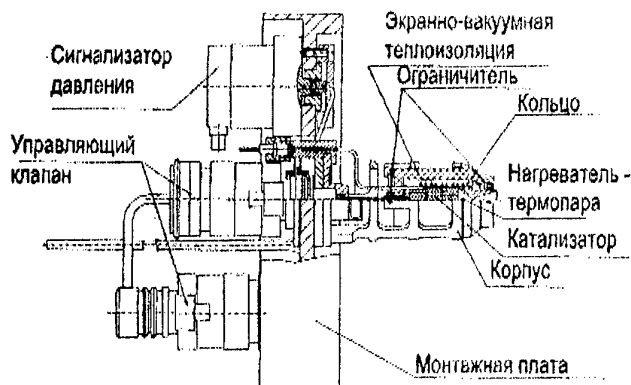 Экранно-вакуумная
теплоизоляция
Сигнализатор
давления
Ограничитель
Кольцо
Управляющий
клапан
Нагреватель -
термопара
Катализатор
Корпус
Монтажная плата